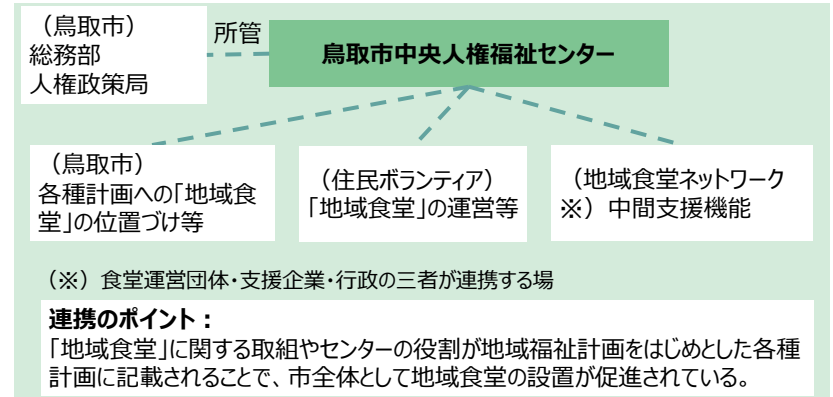 （鳥取市）
総務部
人権政策局
所管
鳥取市中央人権福祉センター
（鳥取市）
各種計画への「地域食
堂」の位置づけ等
（住民ボランティア）
「地域食堂」の運営等
（地域食堂ネットワーク
※）中間支援機能
（※）食堂運営団体・支援企業・行政の三者が連携する場
連携のポイント：
「地域食堂」に関する取組やセンターの役割が地域福祉計画をはじめとした各種
計画に記載されることで、市全体として地域食堂の設置が促進されている。